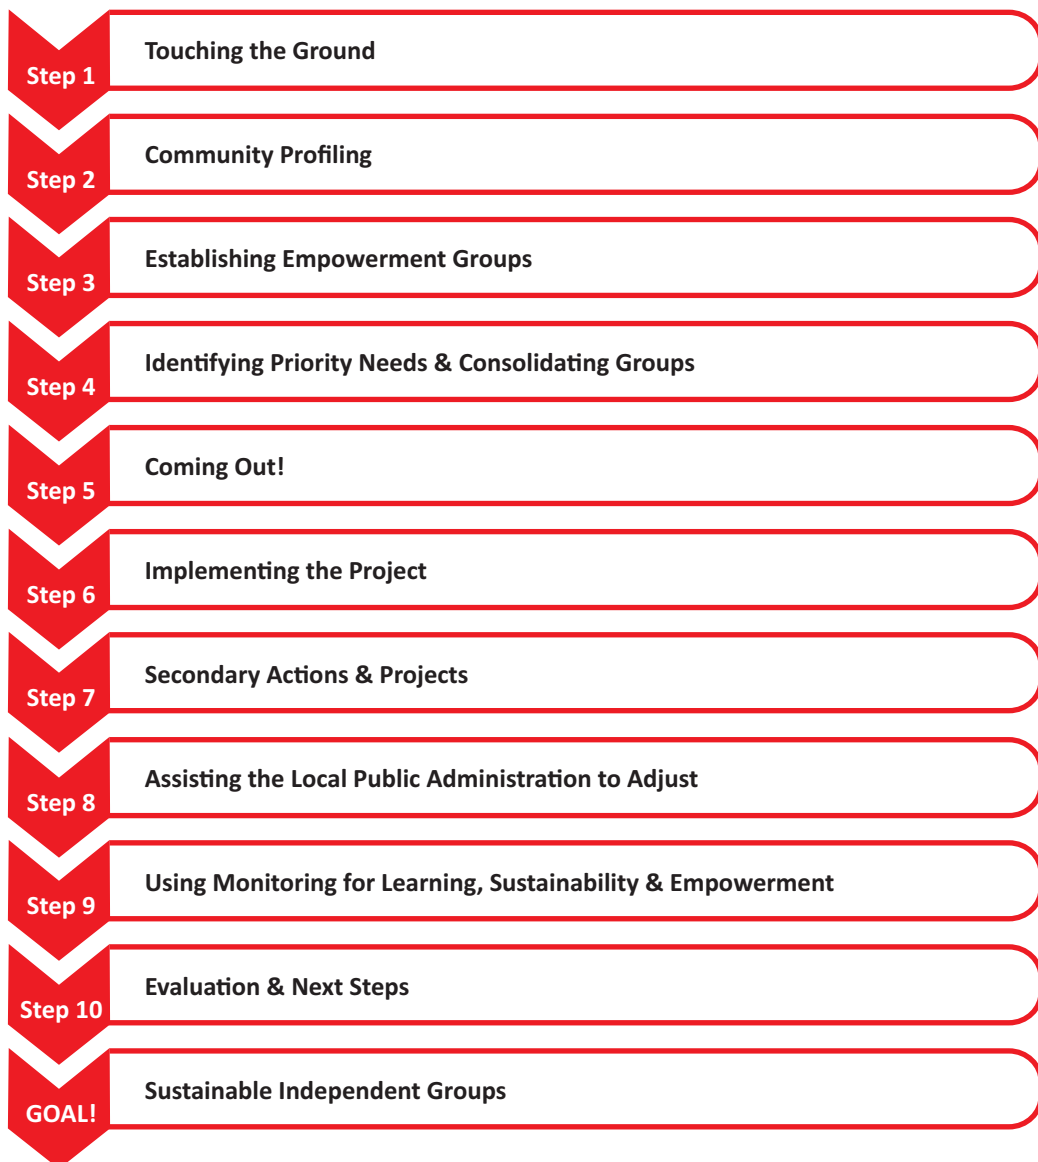 Step 1
Touching the Ground
Step 2
Community Profiling
Step 3
Establishing Empowerment Groups
Step 4
Identifying Priority Needs & Consolidating Groups
Step 5
Coming Out!
Step 6
Implementing the Project
Step 7
Secondary Actions & Projects
Step 8
Assisting the Local Public Administration to Adjust
Step 9
Using Monitoring for Learning, Sustainability & Empowerment
Step 10
Evaluation & Next Steps
GOAL!
Sustainable Independent Groups